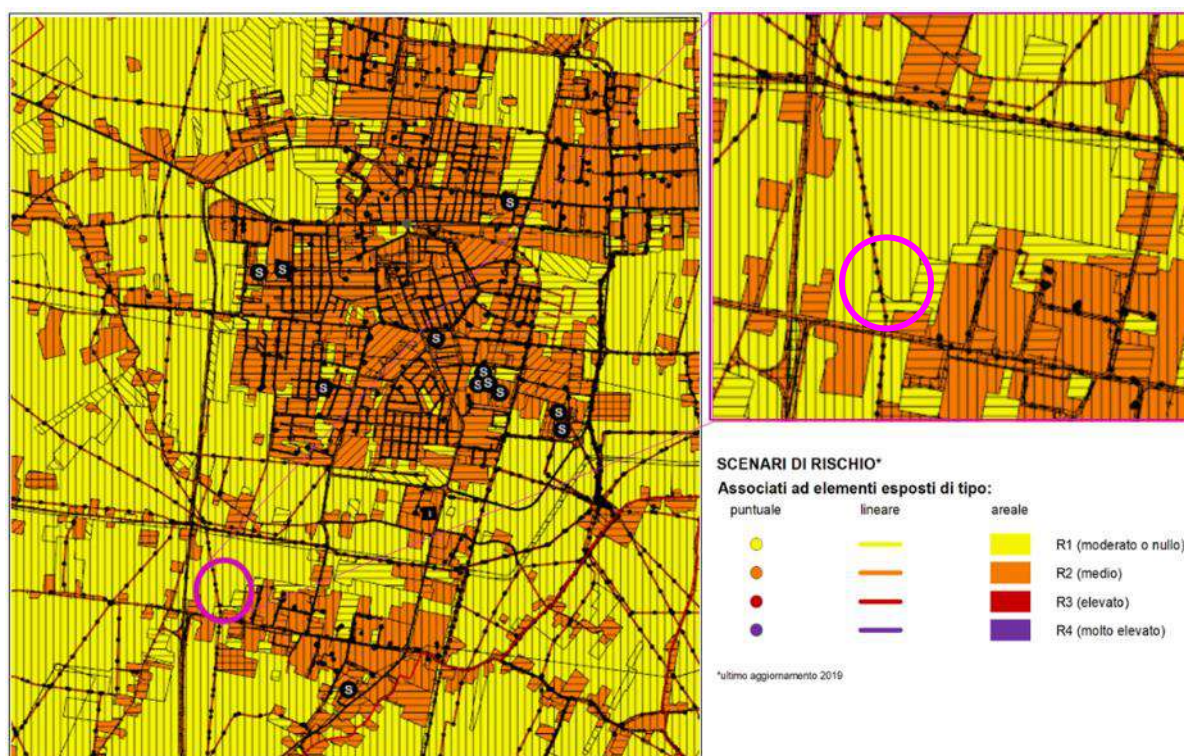 S
S
S
S
S
S
S
S
S
S
S
i
S
SCENARI DI RISCHIO*
Associati ad elementi esposti di tipo:
puntuale lineare areale
R1 (moderato o nullo)
R2 (medio)
R3 (elevato)
R4 (molto elevato)
*ultimo aggiornamento 2019